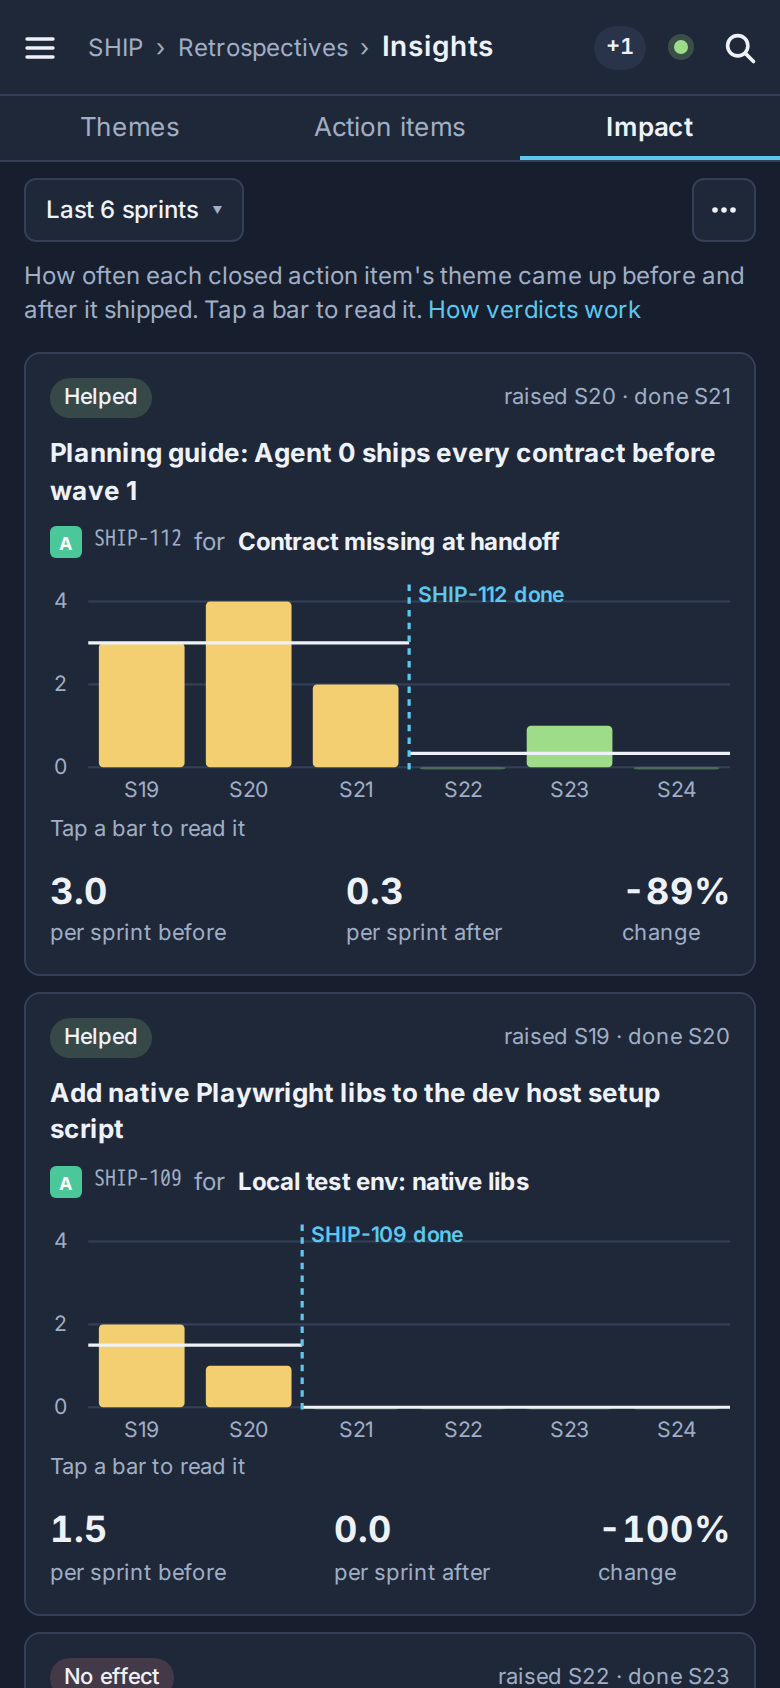 SHIP › Retrospectives › Insights +1
Themes Action items Impact
Last 6 sprints ▾ •••
How often each closed action item's theme came up before and
after it shipped. Tap a bar to read it. How verdicts work
Helped raised S20 · done S21
Planning guide: Agent 0 ships every contract before
wave 1
A SHIP-112 for Contract missing at handoff
SHIP-112 done
4
2
0
S19 S20 S21 S22 S23 S24
Tap a bar to read it
3.0 0.3 -89%
per sprint before per sprint after change
Helped raised S19 · done S20
Add native Playwright libs to the dev host setup
script
A SHIP-109 for Local test env: native libs
SHIP-109 done
4
2
0
S19 S20 S21 S22 S23 S24
Tap a bar to read it
1.5 0.0 -100%
per sprint before per sprint after change
No effect raised S22 · done S23